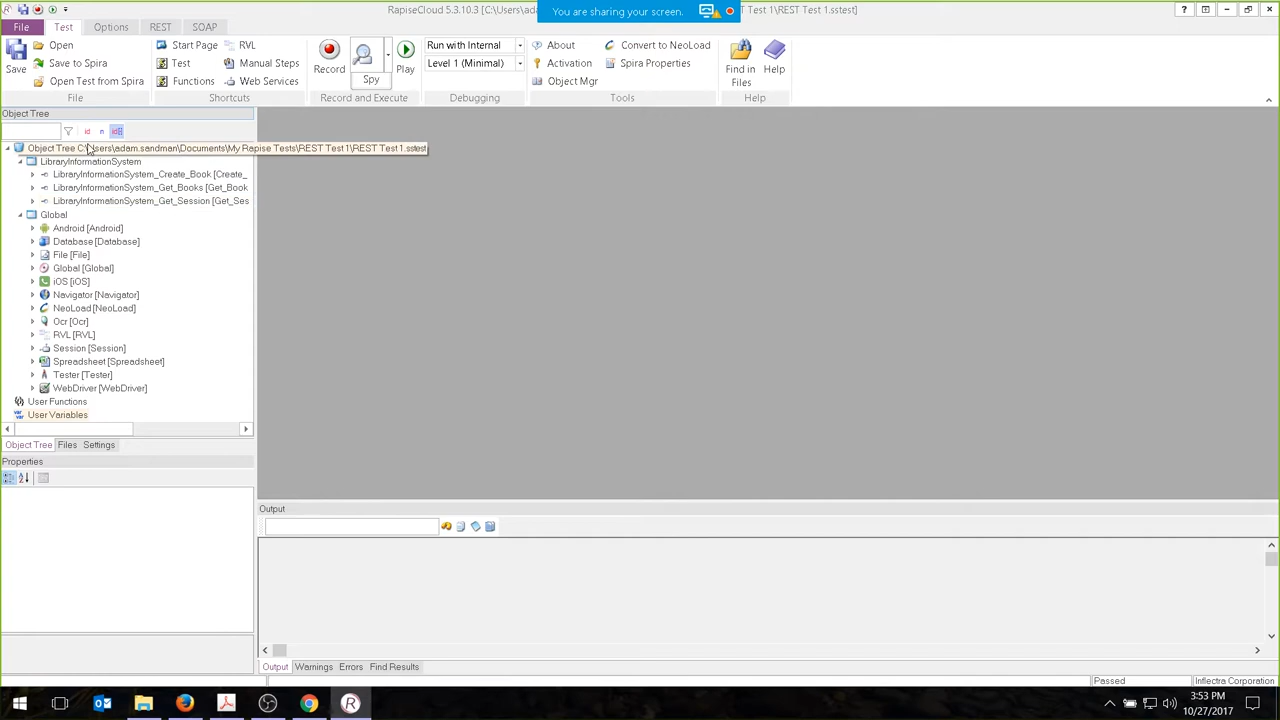 RapiseCloud 5.3.10.3 [C:\Users\ad
You are sharing your screen.
T Test 1\REST Test 1.sstest]
File
Test
Options
REST
SOAP
Save
Open
Save to Spira
Open Test from Spira
File
Start Page
RVL
Test
Manual Steps
Functions
Web Services
Shortcuts
Record
Spy
Play
Record and Execute
Run with Internal
Level 1 (Minimal)
Debugging
About
Convert to NeoLoad
Activation
Spira Properties
Object Mgr
Tools
Find in
Files
Help
Help
Object Tree
id
n
Object Tree C:\Users\adam.sandman\Documents\My Rapise Tests\REST Test 1\REST Test 1.sstest
LibraryInformationSystem
LibraryInformationSystem_Create_Book [Create_
LibraryInformationSystem_Get_Books [Get_Book
LibraryInformationSystem_Get_Session [Get_Ses
Global
Android [Android]
Database [Database]
File [File]
Global [Global]
iOS [iOS]
Navigator [Navigator]
NeoLoad [NeoLoad]
Ocr [Ocr]
RVL [RVL]
Session [Session]
Spreadsheet [Spreadsheet]
Tester [Tester]
WebDriver [WebDriver]
User Functions
User Variables
Object Tree
Files
Settings
Properties
Output
Output
Warnings
Errors
Find Results
Passed
Inflectra Corporation
3:53 PM
10/27/2017